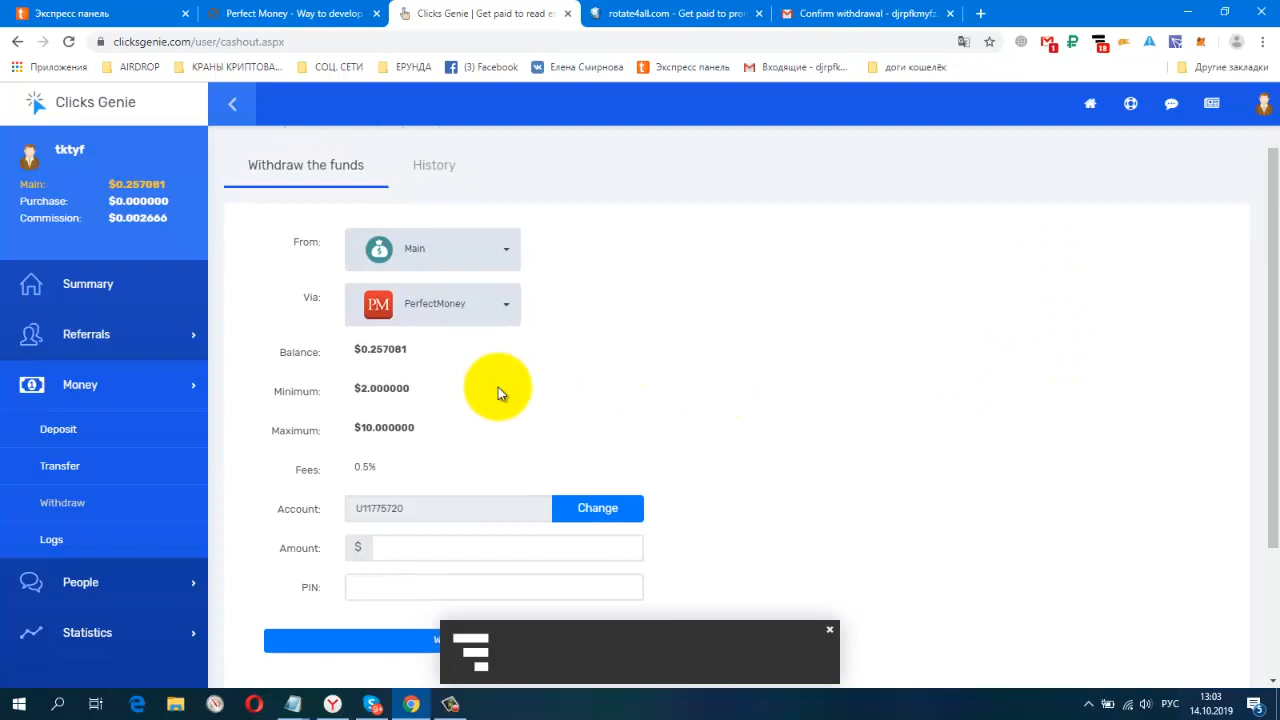 Экспресс панель
Perfect Money - Way to develop
Clicks Genie | Get paid to read e
rotate4all.com - Get paid to pro
Confirm withdrawal - djrpfkmyfz
clicksgenie.com/user/cashout.aspx
1
18
Приложения
AIRDROP
КРАНЫ КРИПТОВА...
СОЦ. СЕТИ
ЕРУНДА
(3) Facebook
Елена Смирнова
Экспресс панель
Входящие - djrpfk...
доги кошелёк
Другие закладки
Clicks Genie
tktyf
Main: $0.257081
Purchase: $0.000000
Commission: $0.002666
Summary
Referrals
Money
Deposit
Transfer
Withdraw
Logs
People
Statistics
Withdraw the funds
History
From: Main
Via: PM PerfectMoney
Balance: $0.257081
Minimum: $2.000000
Maximum: $10.000000
Fees: 0.5%
Account: U11775720 Change
Amount: $
PIN:
РУС
13:03
14.10.2019
5